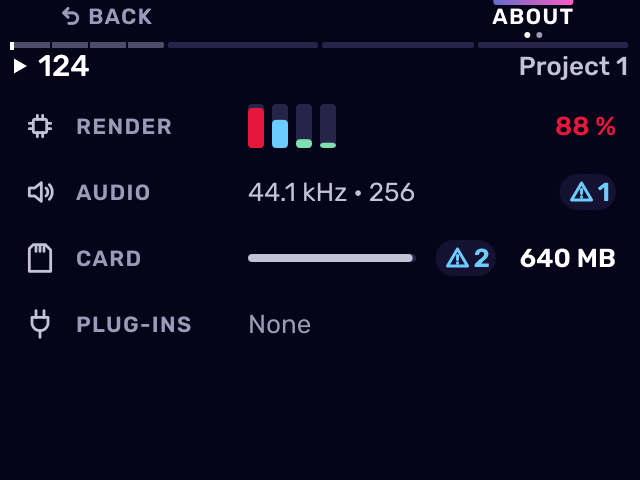 BACK ABOUT
124 Project 1
RENDER 88 %
AUDIO 44.1 kHz • 256 1
CARD 2 640 MB
PLUG-INS None